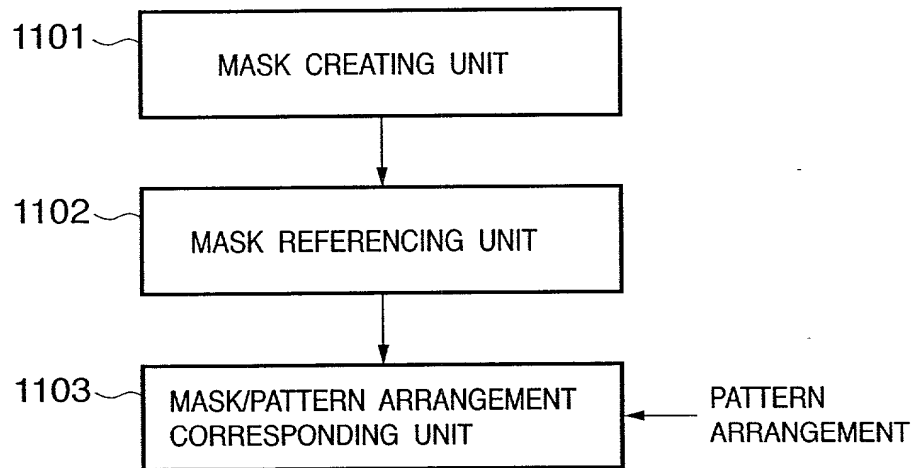 1101
MASK CREATING UNIT
1102
MASK REFERENCING UNIT
1103
MASK/PATTERN ARRANGEMENT
CORRESPONDING UNIT
PATTERN
ARRANGEMENT